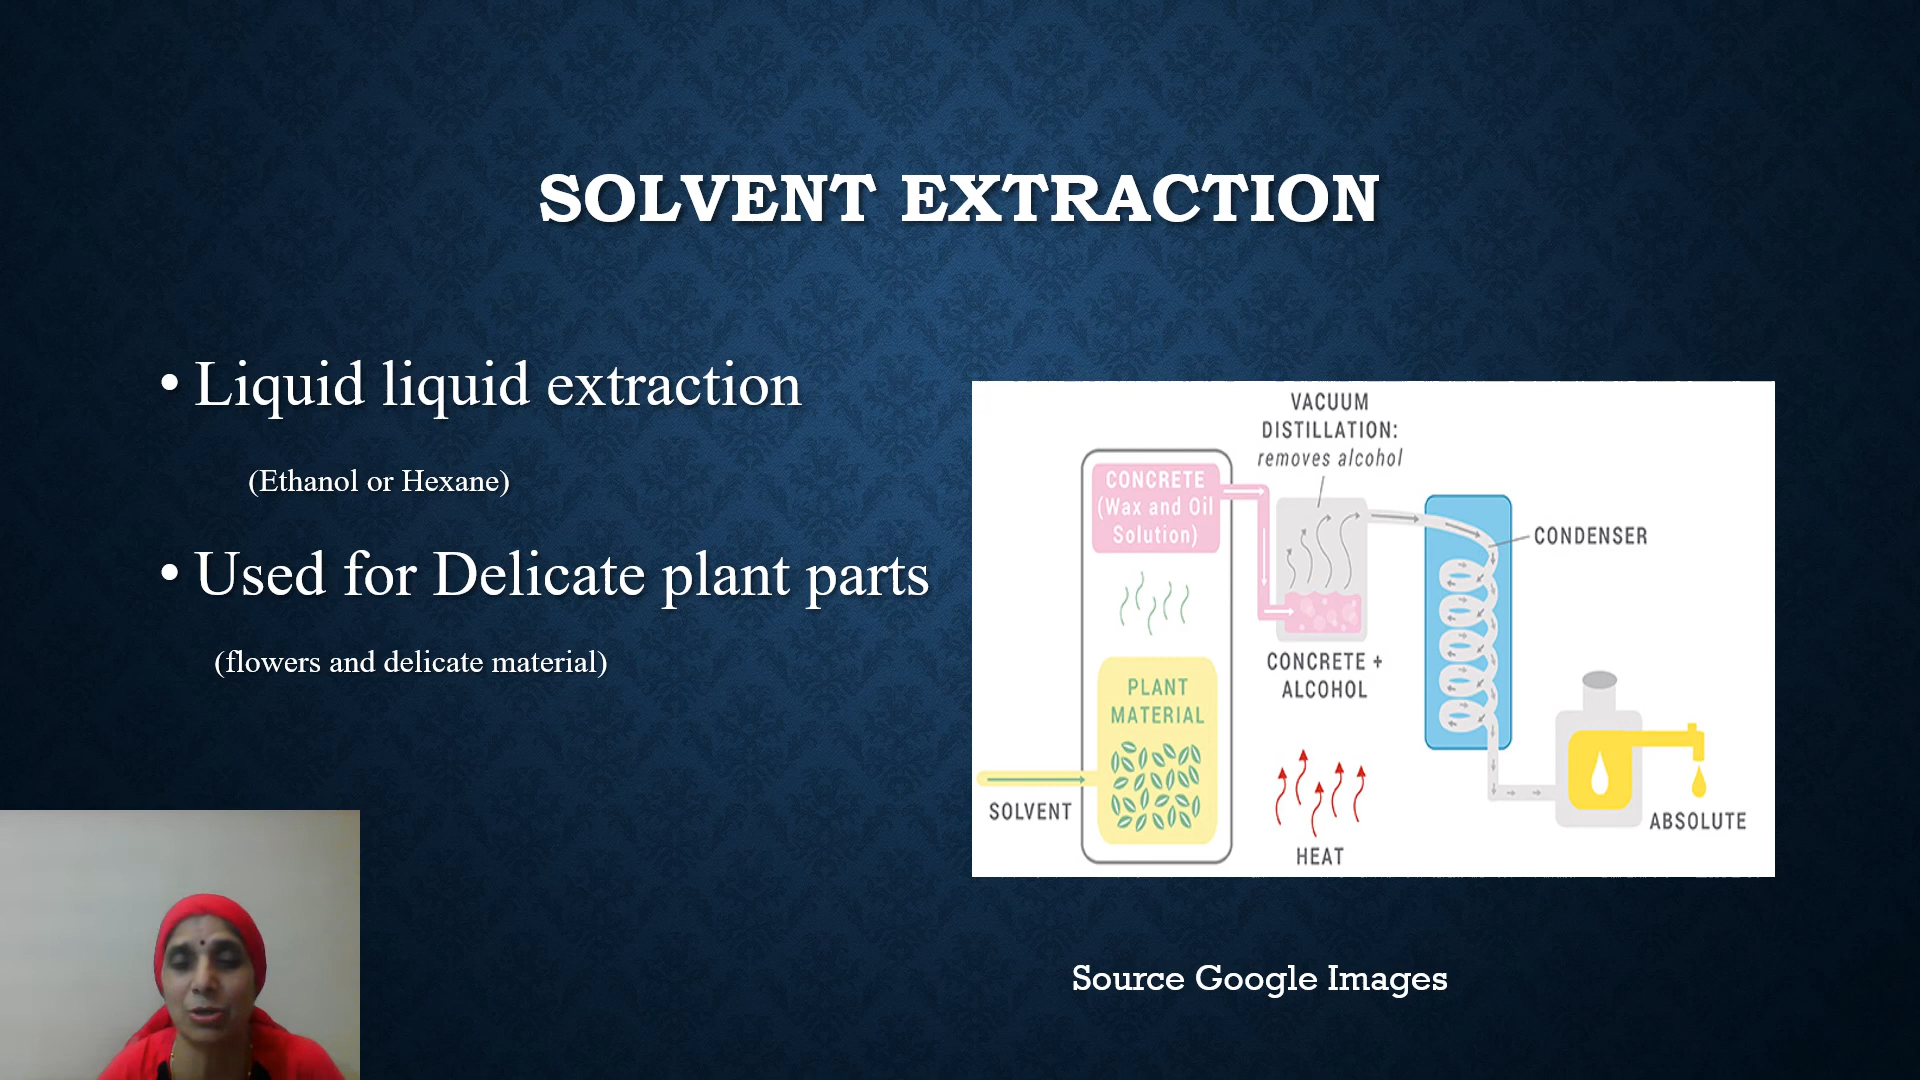 SOLVENT EXTRACTION
• Liquid liquid extraction
(Ethanol or Hexane)
• Used for Delicate plant parts
(flowers and delicate material)
VACUUM
DISTILLATION:
removes alcohol
CONCRETE
(Wax and Oil
Solution)
CONDENSER
CONCRETE +
ALCOHOL
PLANT
MATERIAL
SOLVENT
HEAT
ABSOLUTE
Source Google Images